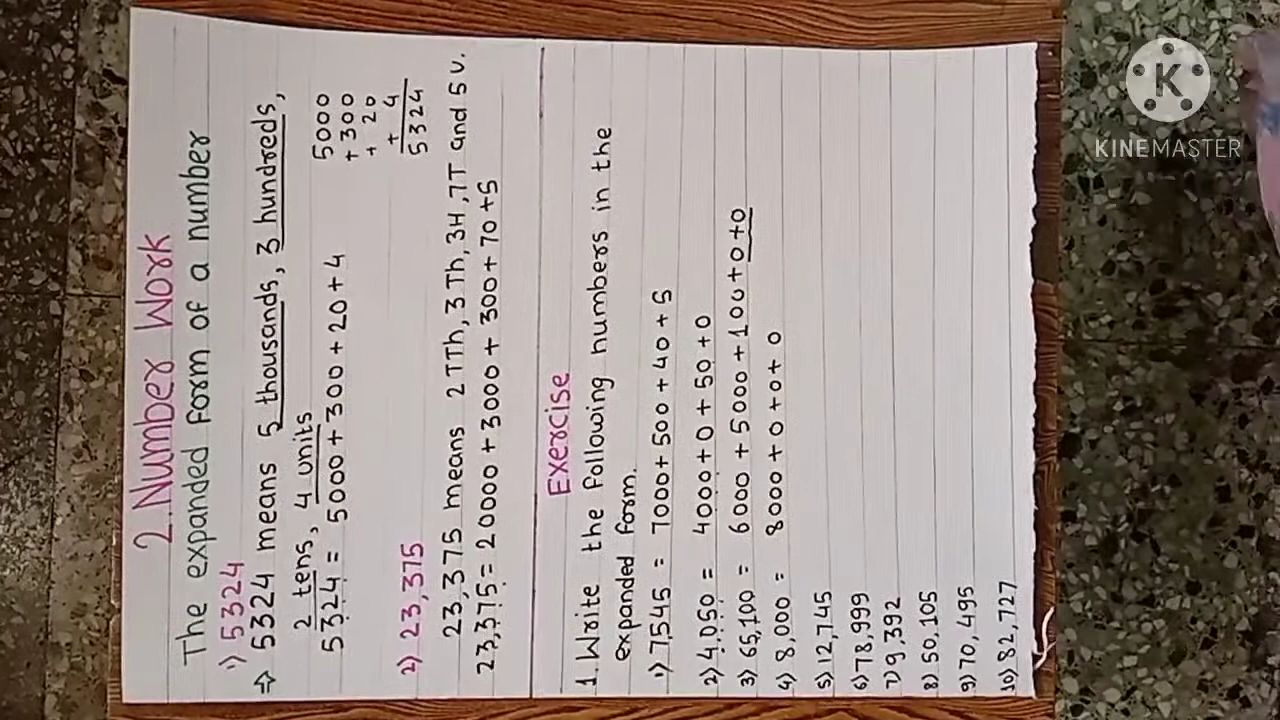 2. Number Work
The expanded form of a number
1) 5324
⇒ 5324 means 5 thousands, 3 hundreds,
2 tens, 4 units
5324 = 5000+300+20+4
5000
+ 300
+ 20
+ 4
5324
2) 23,375
23,375 means 2 TTh, 3 Th, 3H, 7T and 5 U.
23,375 = 20000+3000+300+70+5
Exercise
1. Write the following numbers in the
expanded form.
1) 7,545 = 7000+500+40+5
2) 4,050 = 4000+0+50+0
3) 65,100 = 6000+5000+100+0+0
4) 8,000 = 8000+0+0+0
5) 12,745
6) 78,999
7) 9,392
8) 50,105
9) 70,495
10) 82,727
K
KINEMASTER